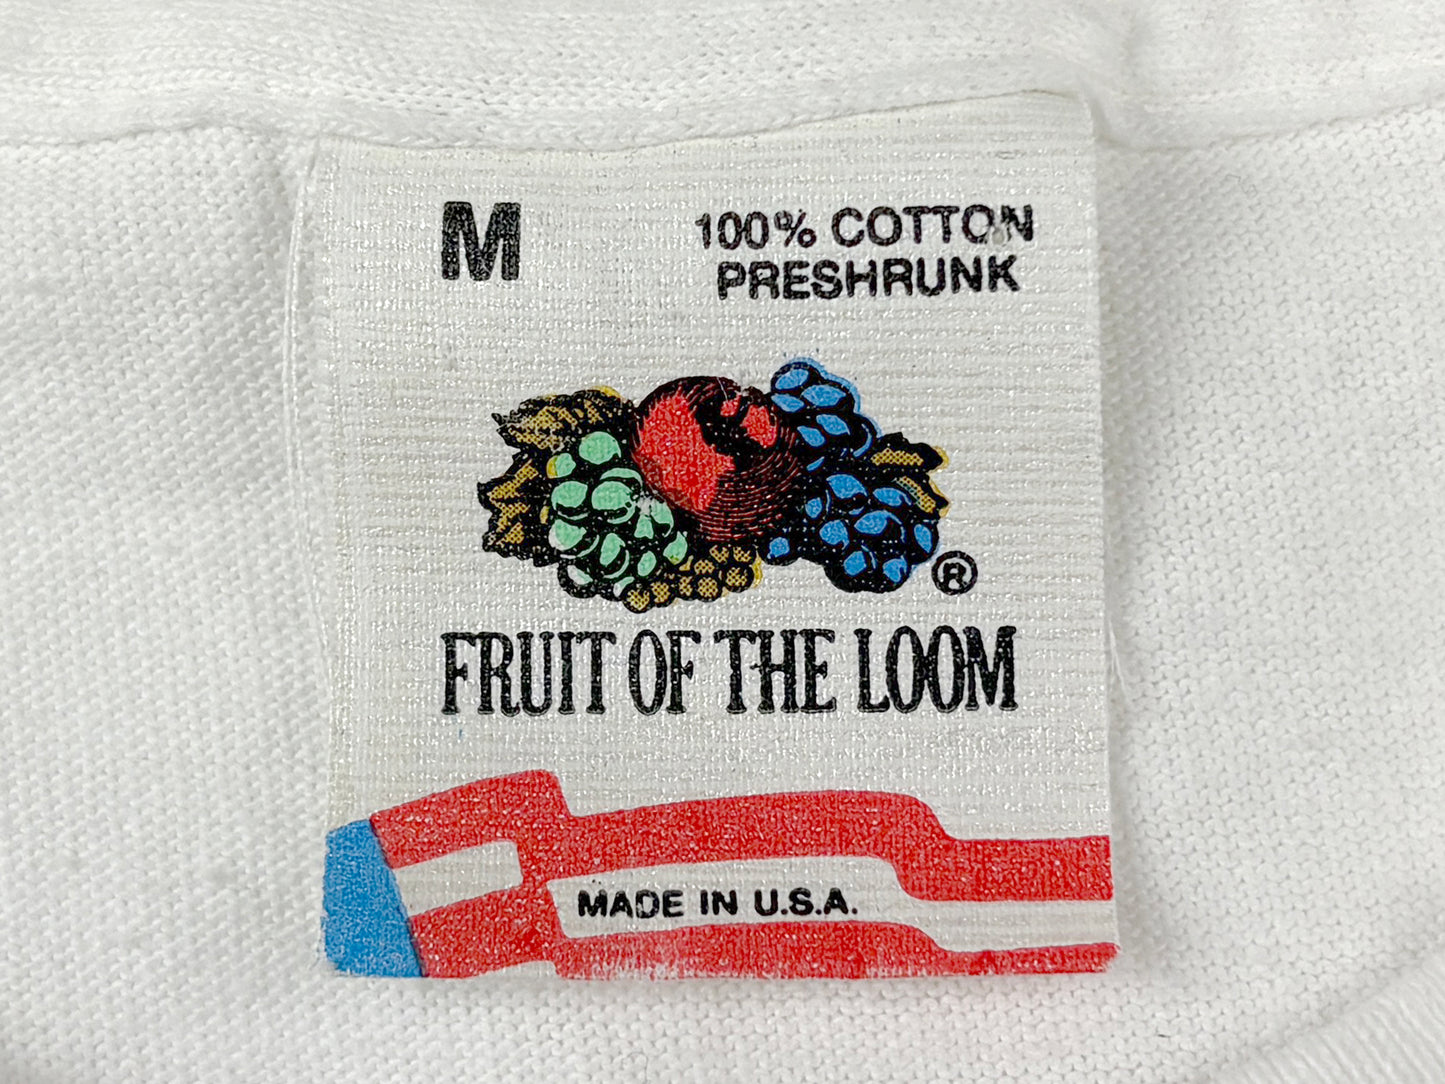 M
100% COTTON
PRESHRUNK
®
FRUIT OF THE LOOM
MADE IN U.S.A.